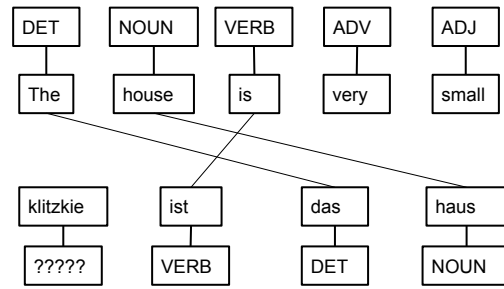 DET NOUN VERB ADV ADJ
The house is very small
klitzkie ist das haus
????? VERB DET NOUN